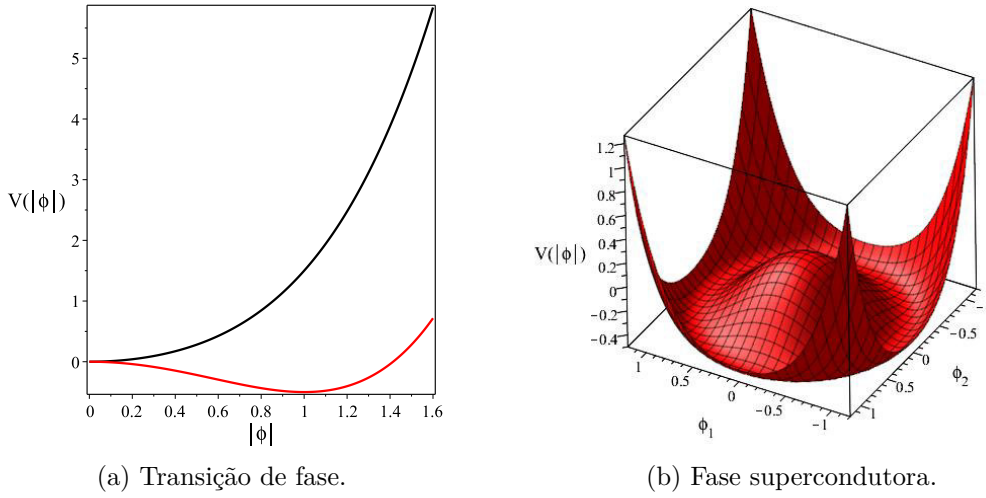 5
4
3
V(|ϕ|)
2
1
0
0 0.2 0.4 0.6 0.8 1 1.2 1.4 1.6
|ϕ|
(a) Transição de fase.
1.2
1
0.8
0.6
0.4
V(|ϕ|)
0.2
0
−0.2
−0.4
1 0.5 0 −0.5 −1
ϕ1
1 0.5 0 −0.5
ϕ2
(b) Fase supercondutora.